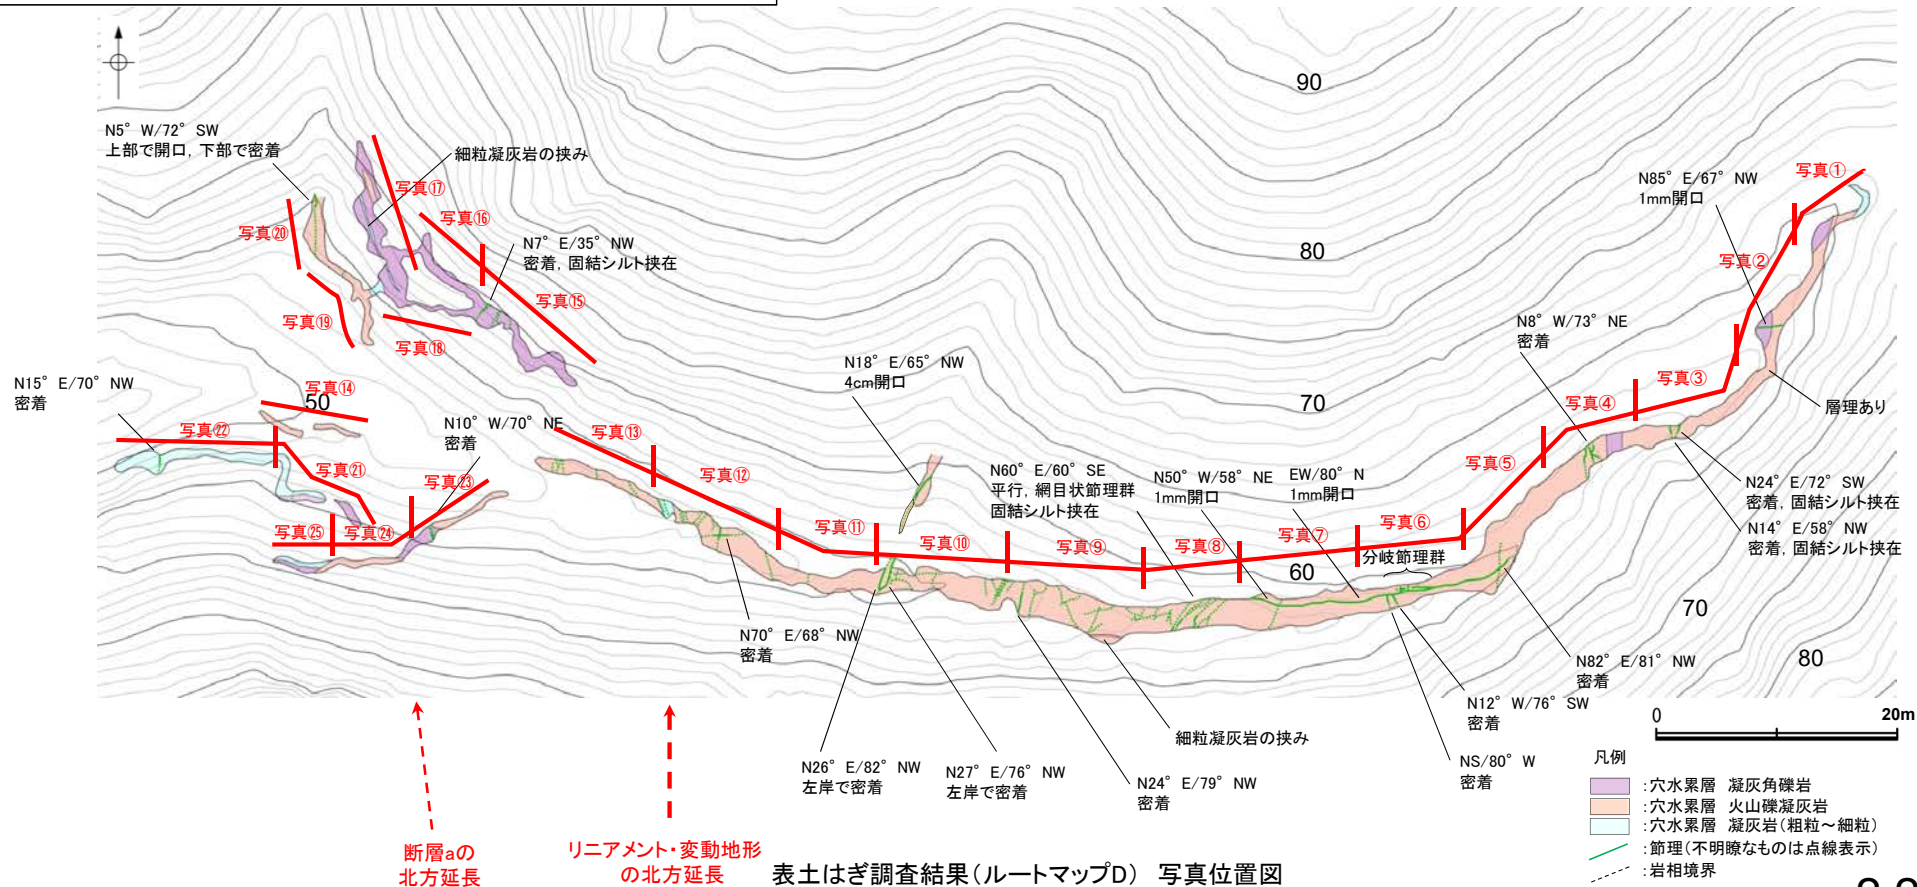 90
N5°W/72°SW
上部で開口, 下部で密着
細粒凝灰岩の挟み
写真⑰
写真①
N85°E/67°NW
1mm開口
写真⑯
写真⑳
N7°E/35°NW
密着, 固結シルト挟在
80
写真②
写真⑮
写真⑲
写真⑱
N8°W/73°NE
密着
N18°E/65°NW
4cm開口
N15°E/70°NW
密着
写真⑭
50
70
写真③
写真④
層理あり
N10°W/70°NE
密着
写真⑬
写真㉒
写真㉑
写真⑫
写真㉓
N60°E/60°SE
平行, 網目状節理群
固結シルト挟在
N50°W/58°NE
1mm開口
EW/80°N
1mm開口
写真⑤
N24°E/72°SW
密着, 固結シルト挟在
N14°E/58°NW
密着, 固結シルト挟在
写真㉕
写真㉔
写真⑪
写真⑩
写真⑨
写真⑧
写真⑦
写真⑥
分岐節理群
60
70
N70°E/68°NW
密着
80
N82°E/81°NW
密着
N12°W/76°SW
密着
細粒凝灰岩の挟み
NS/80°W
密着
N26°E/82°NW
左岸で密着
N27°E/76°NW
左岸で密着
N24°E/79°NW
密着
0
20m
凡例
:穴水累層 凝灰角礫岩
:穴水累層 火山礫凝灰岩
:穴水累層 凝灰岩(粗粒～細粒)
:節理(不明瞭なものは点線表示)
:岩相境界
断層aの
北方延長
リニアメント・変動地形
の北方延長
表土はぎ調査結果(ルートマップD) 写真位置図